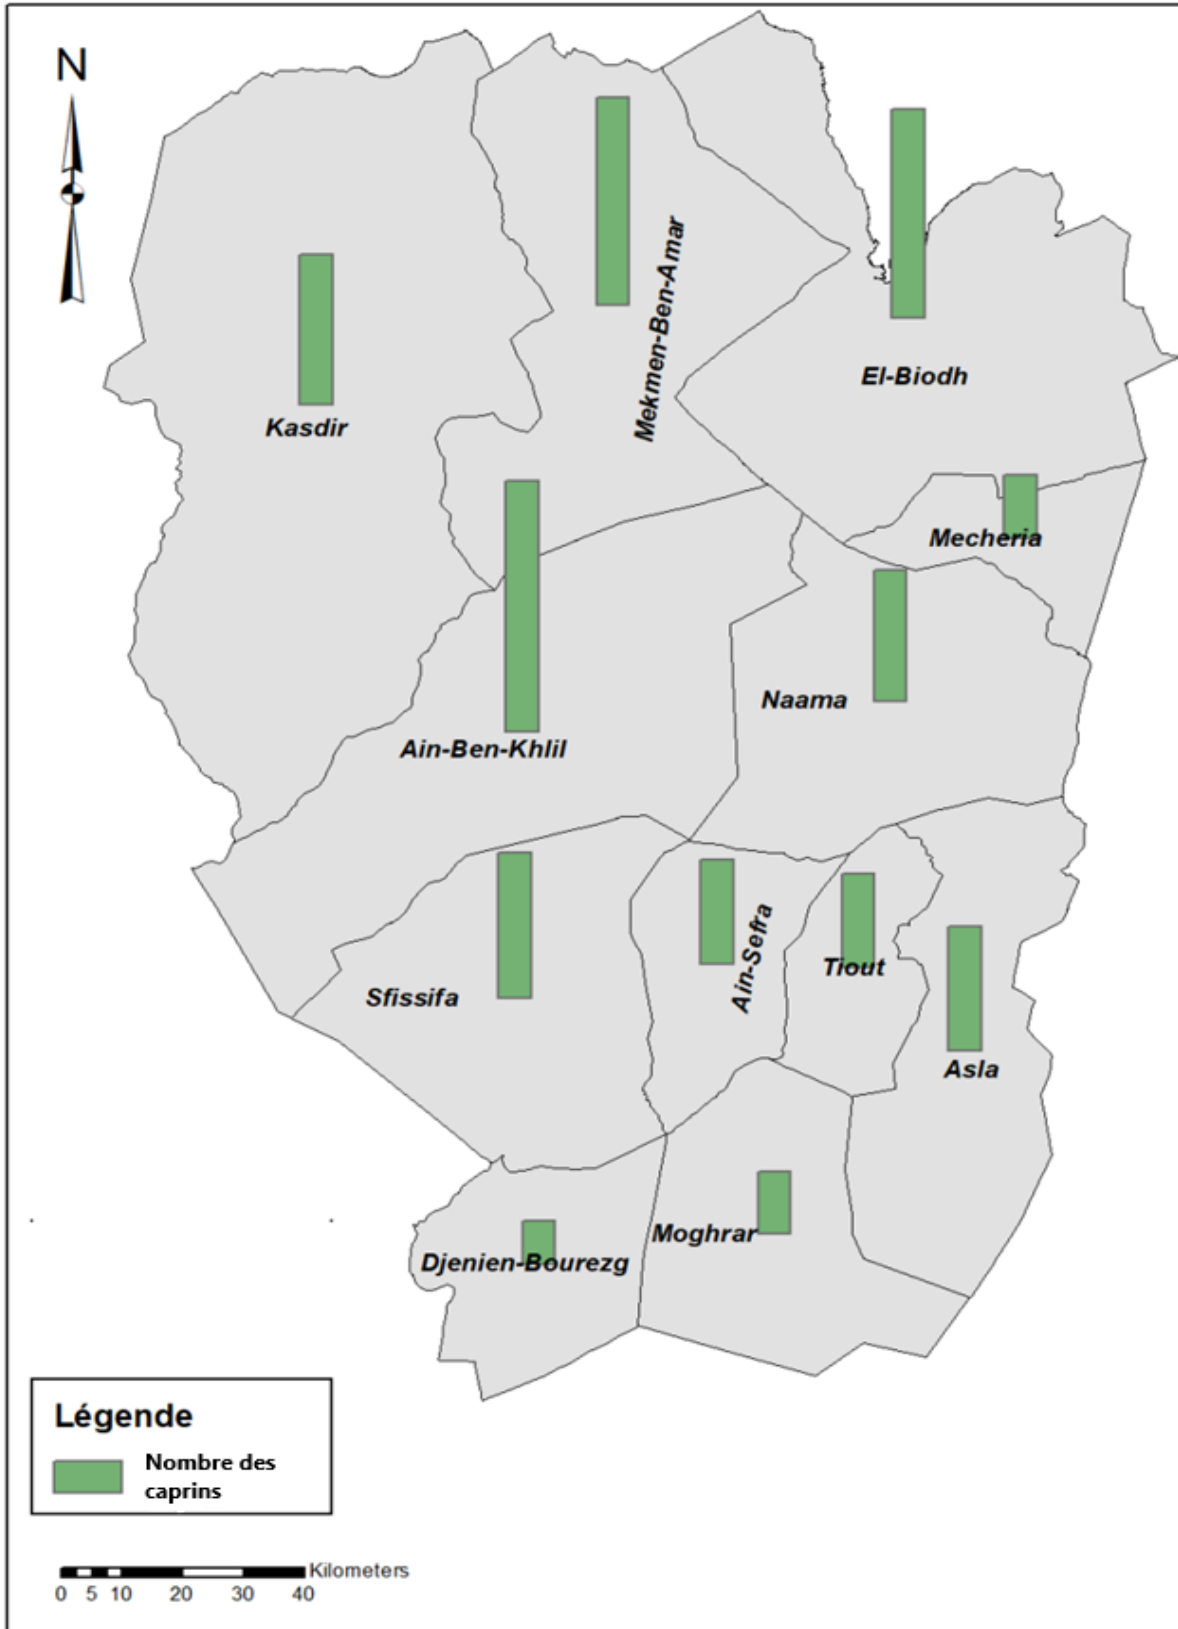 N
Mekmen-Ben-Amar
El-Biodh
Kasdir
Mecheria
Naama
Ain-Ben-Khlil
Ain-Sefra
Tiout
Sfissifa
Asla
Moghrar
Djenien-Bourezg
Légende
Nombre des
caprins
Kilometers
0 5 10 20 30 40